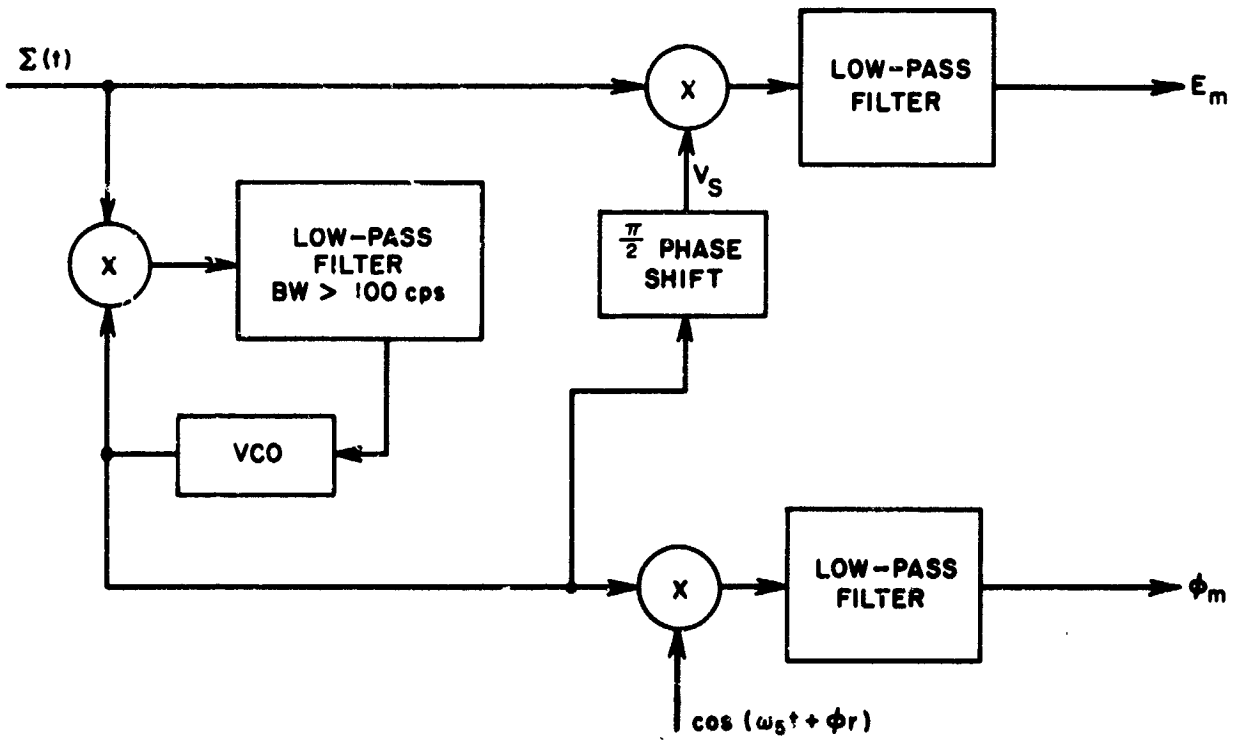 Σ(t)
X
LOW-PASS
FILTER
E_m
V_S
π/2 PHASE
SHIFT
X
LOW-PASS
FILTER
BW > 100 cps
VCO
X
LOW-PASS
FILTER
ϕ_m
cos (ω_5 t + ϕr)